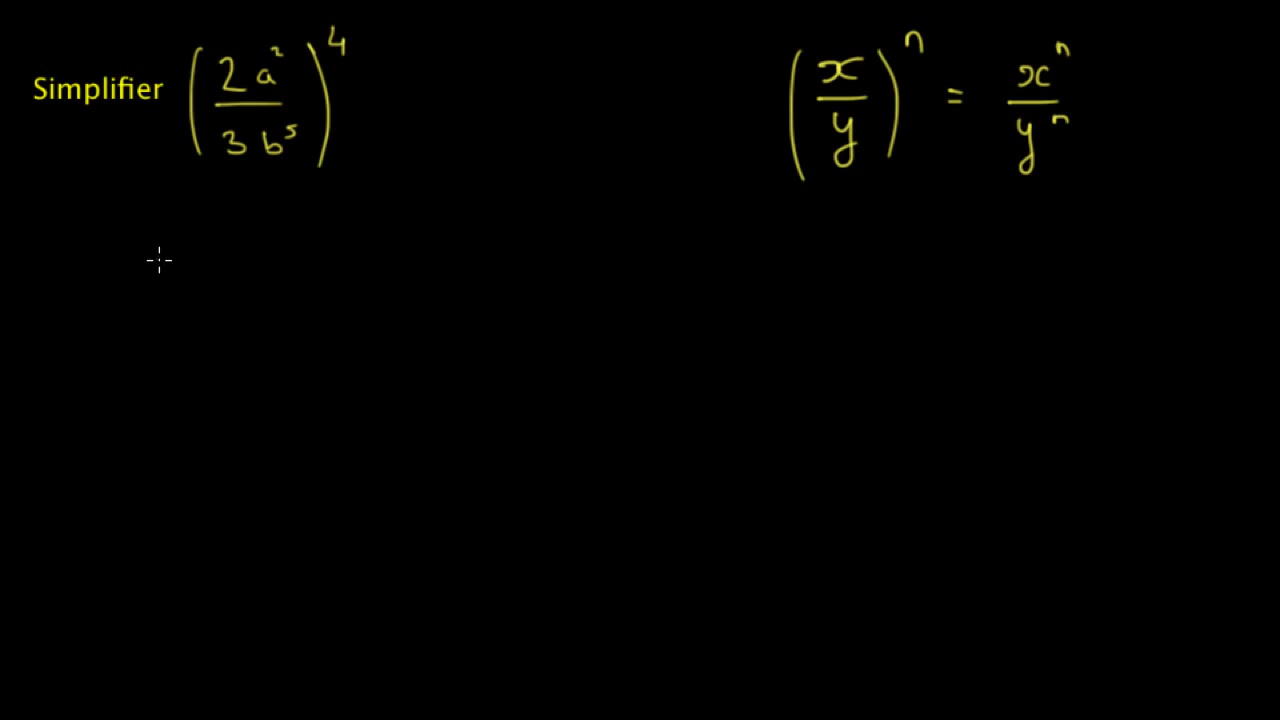 Simplifier (2a²/3b⁵)⁴
(x/y)ⁿ = xⁿ/yⁿ